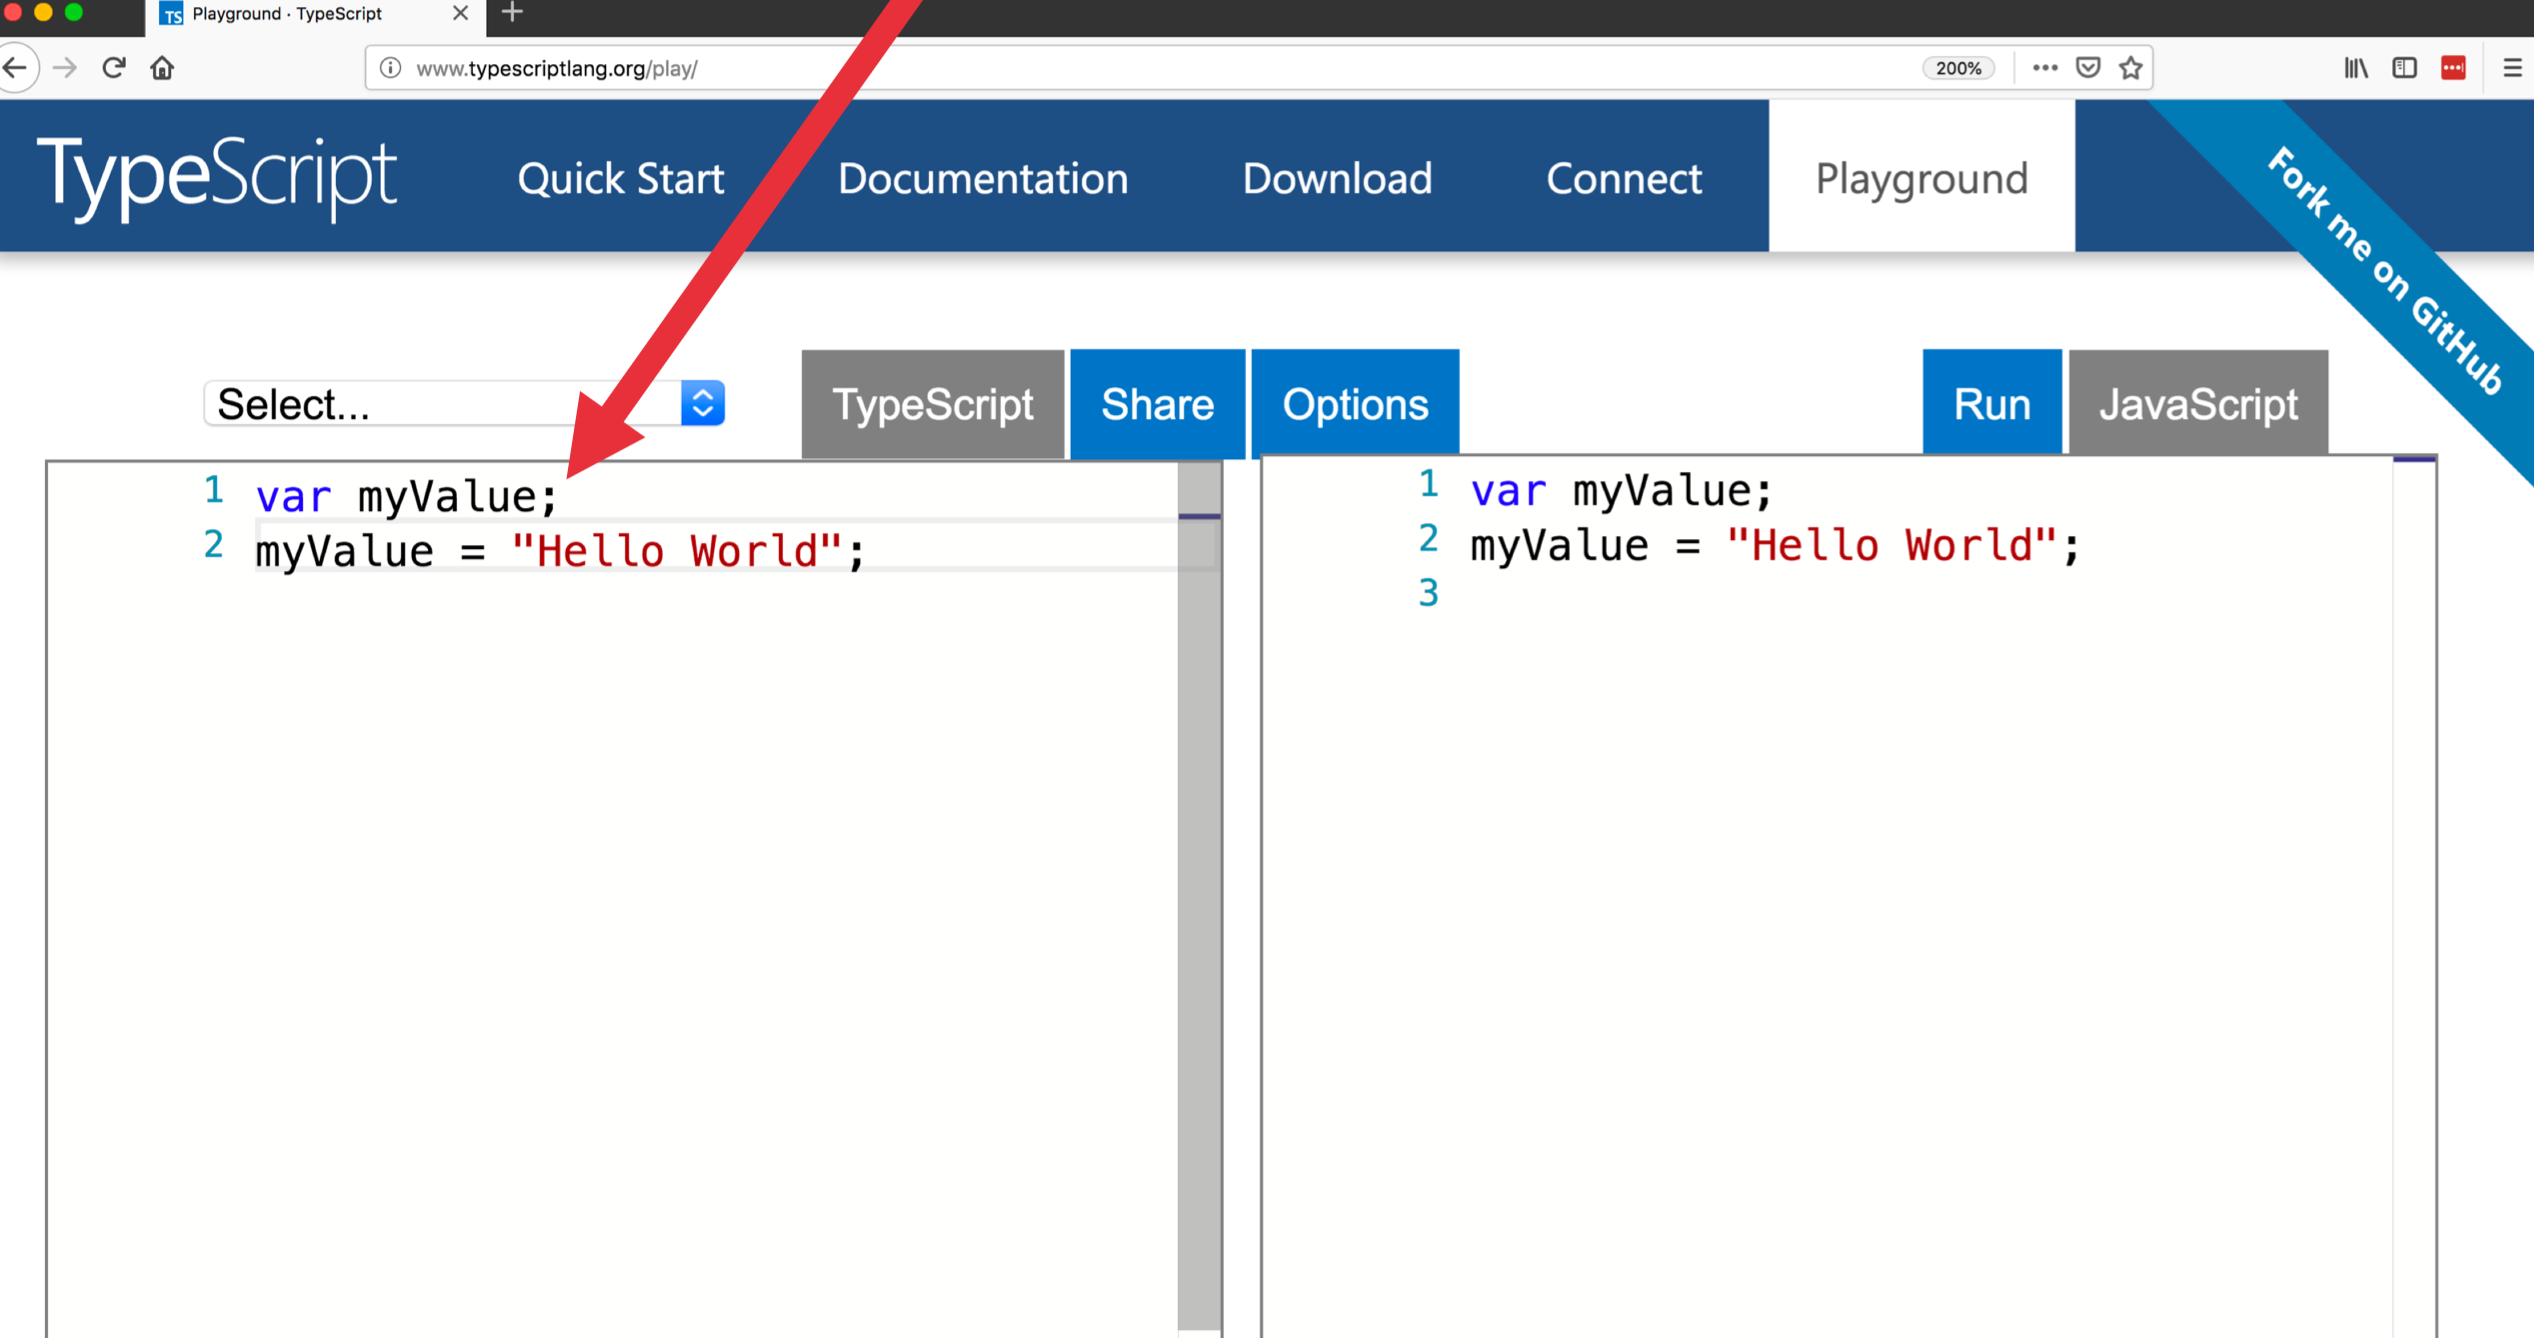 TS Playground · TypeScript
www.typescriptlang.org/play/ 200%
TypeScript Quick Start Documentation Download Connect Playground
Fork me on GitHub
Select... TypeScript Share Options Run JavaScript
1 var myValue;
2 myValue = "Hello World";
1 var myValue;
2 myValue = "Hello World";
3